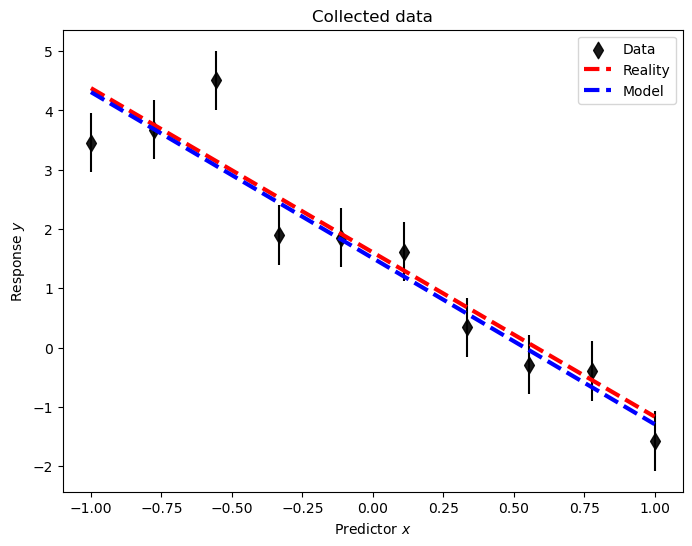 Collected data
Data
Reality
Model
Response y
5
4
3
2
1
0
−1
−2
−1.00 −0.75 −0.50 −0.25 0.00 0.25 0.50 0.75 1.00
Predictor x